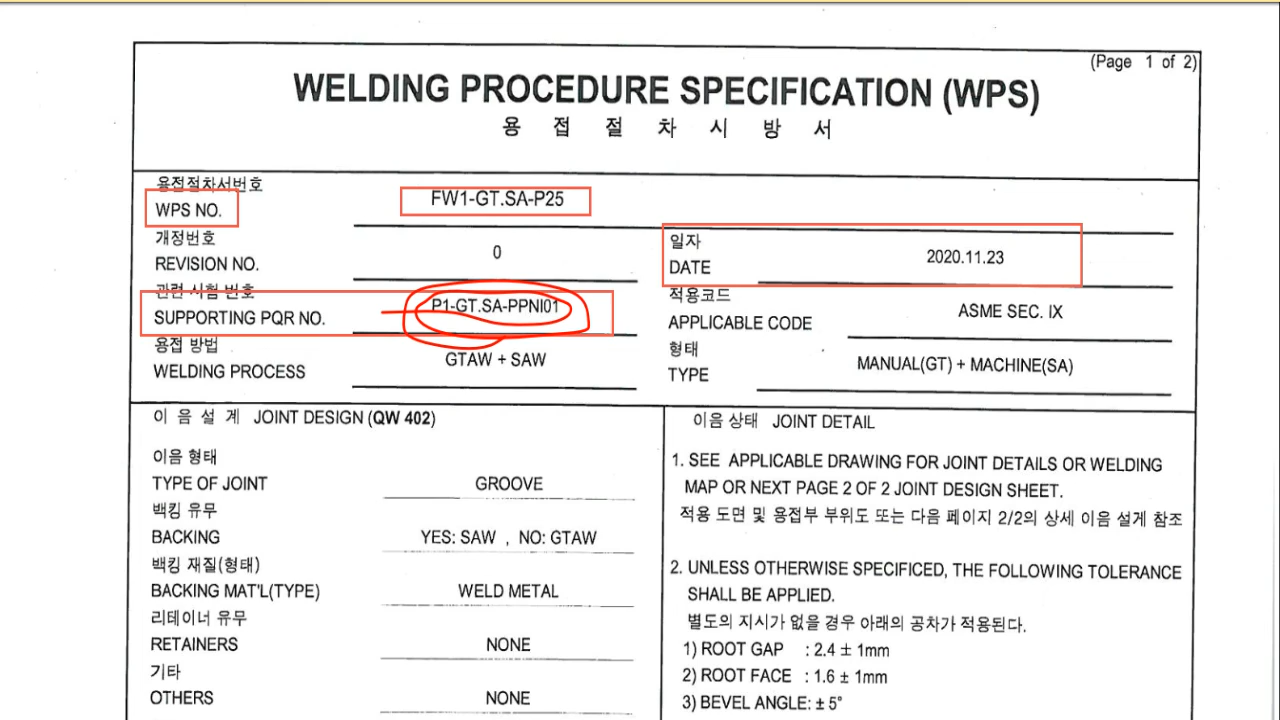 (Page 1 of 2)
WELDING PROCEDURE SPECIFICATION (WPS)
용 접 절 차 시 방 서
용접절차서번호
WPS NO. FW1-GT.SA-P25
개정번호
REVISION NO. 0
일자
DATE 2020.11.23
관련 시험 번호
SUPPORTING PQR NO. P1-GT.SA-PPNI01
적용코드
APPLICABLE CODE ASME SEC. IX
용접 방법
WELDING PROCESS GTAW + SAW
형태
TYPE MANUAL(GT) + MACHINE(SA)
이 음 설 계 JOINT DESIGN (QW 402)
이음 형태
TYPE OF JOINT GROOVE
백킹 유무
BACKING YES: SAW , NO: GTAW
백킹 재질(형태)
BACKING MAT'L(TYPE) WELD METAL
리테이너 유무
RETAINERS NONE
기타
OTHERS NONE
이음 상태 JOINT DETAIL
1. SEE APPLICABLE DRAWING FOR JOINT DETAILS OR WELDING
MAP OR NEXT PAGE 2 OF 2 JOINT DESIGN SHEET.
적용 도면 및 용접부 부위도 또는 다음 페이지 2/2의 상세 이음 설계 참조
2. UNLESS OTHERWISE SPECIFICED, THE FOLLOWING TOLERANCE
SHALL BE APPLIED.
별도의 지시가 없을 경우 아래의 공차가 적용된다.
1) ROOT GAP : 2.4 ± 1mm
2) ROOT FACE : 1.6 ± 1mm
3) BEVEL ANGLE: ± 5°